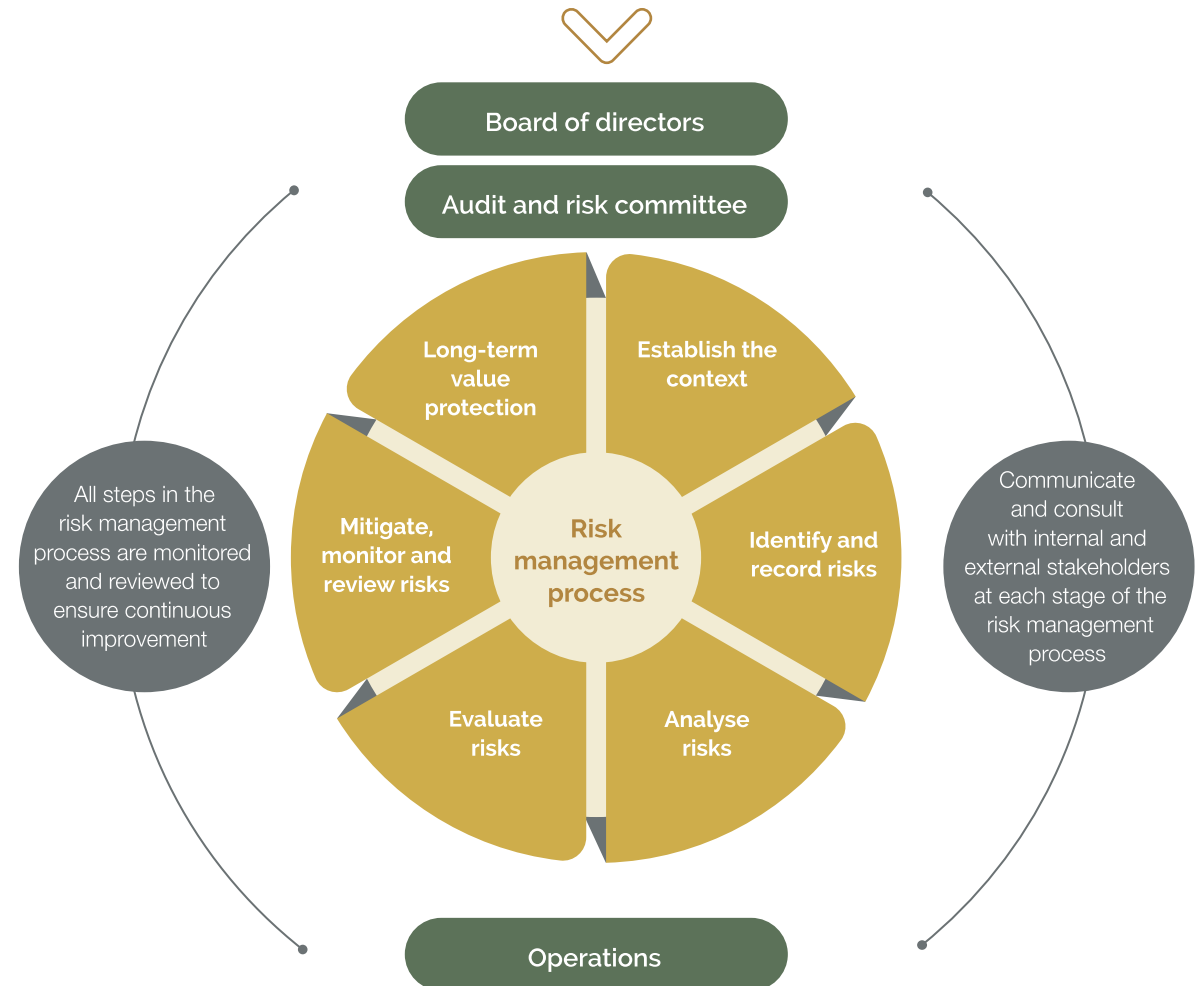 Board of directors
Audit and risk committee
Establish the
context
Identify and
record risks
Analyse
risks
Evaluate
risks
Mitigate,
monitor and
review risks
Long-term
value
protection
Risk
management
process
All steps in the
risk management
process are monitored
and reviewed to
ensure continuous
improvement
Communicate
and consult
with internal and
external stakeholders
at each stage of the
risk management
process
Operations